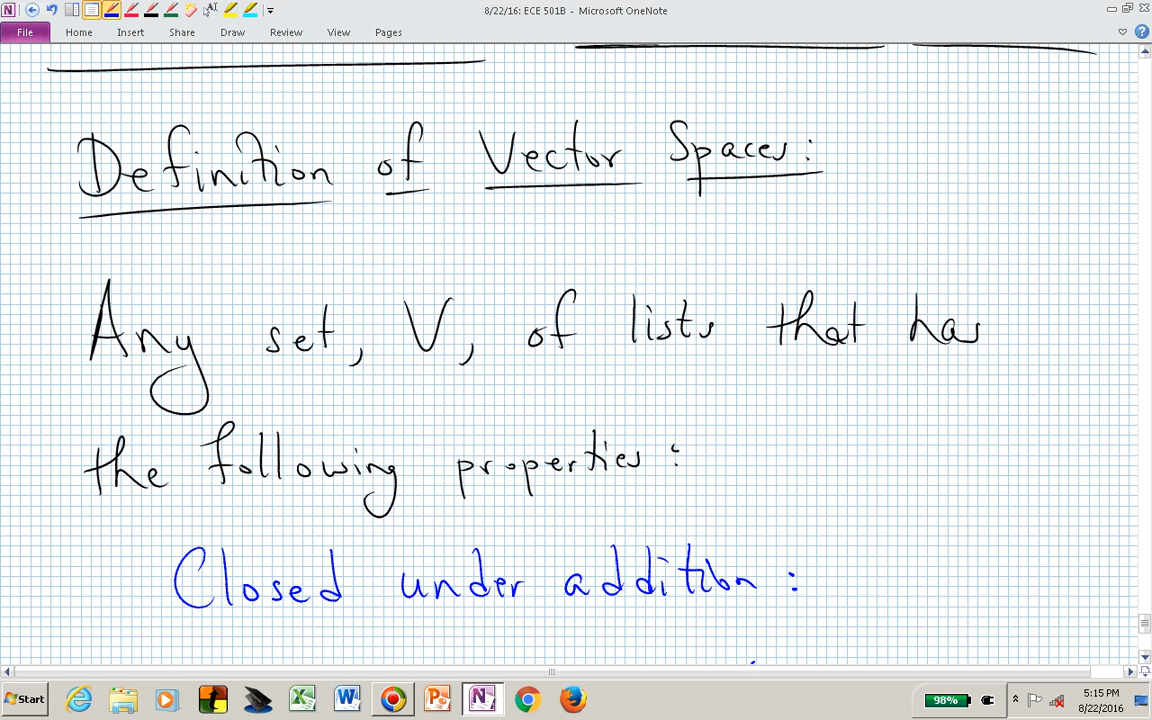 8/22/16: ECE 501B - Microsoft OneNote
File Home Insert Share Draw Review View Pages
Definition of Vector Spaces:
Any set, V, of lists that has
the following properties:
Closed under addition:
Start
98%
5:15 PM
8/22/2016